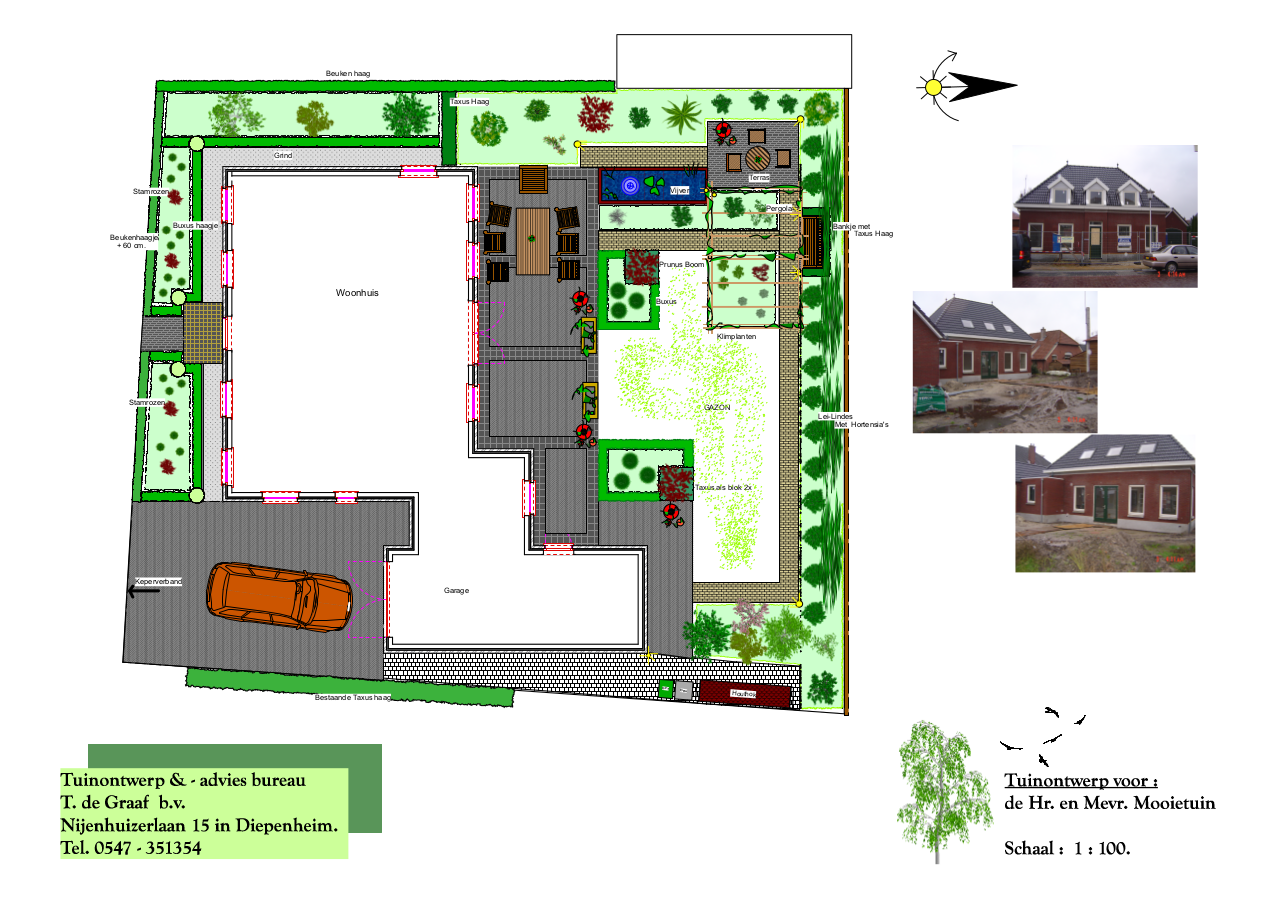 Beuken haag
Taxus Haag
Grind
Stamrozen
Vijver
Terras
Pergola
Buxus haagje
Bankje met
Taxus Haag
Beukenhaagje
+ 60 cm.
Prunus Boom
Woonhuis
Buxus
Klimplanten
Stamrozen
GAZON
Lei-Lindes
Met Hortensia's
Taxus als blok 2x
Keperverband
Garage
Bestaande Taxus haag
Houthok
Tuinontwerp & - advies bureau
T. de Graaf b.v.
Nijenhuizerlaan 15 in Diepenheim.
Tel. 0547 - 351354
Tuinontwerp voor :
de Hr. en Mevr. Mooietuin
Schaal : 1 : 100.